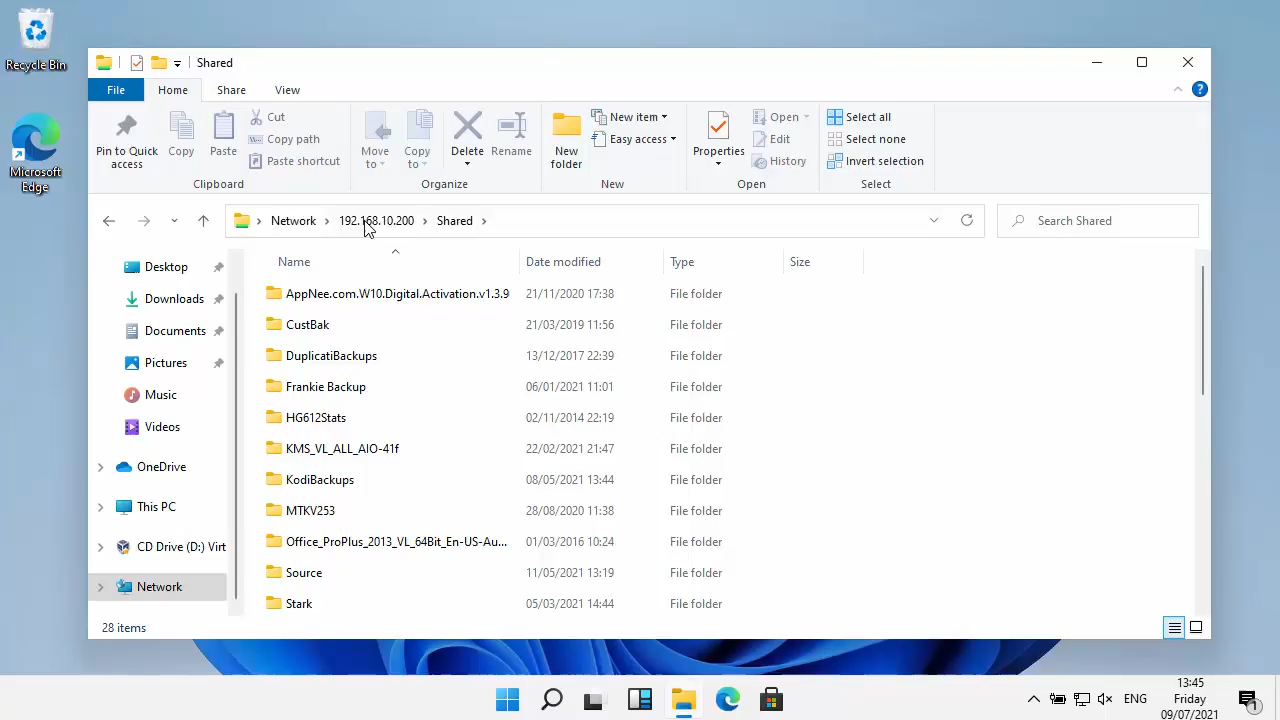 Recycle Bin
Microsoft
Edge
Shared
File
Home
Share
View
Pin to Quick
access
Copy
Paste
Cut
Copy path
Paste shortcut
Clipboard
Move
to
Copy
to
Delete
Rename
Organize
New
folder
New item
Easy access
New
Properties
Open
Edit
History
Open
Select all
Select none
Invert selection
Select
Network
192.168.10.200
Shared
Search Shared
Desktop
Downloads
Documents
Pictures
Music
Videos
OneDrive
This PC
CD Drive (D:) Virt
Network
Name Date modified Type Size
AppNee.com.W10.Digital.Activation.v1.3.9 21/11/2020 17:38 File folder
CustBak 21/03/2019 11:56 File folder
DuplicatiBackups 13/12/2017 22:39 File folder
Frankie Backup 06/01/2021 11:01 File folder
HG612Stats 02/11/2014 22:19 File folder
KMS_VL_ALL_AIO-41f 22/02/2021 21:47 File folder
KodiBackups 08/05/2021 13:44 File folder
MTKV253 28/08/2020 11:38 File folder
Office_ProPlus_2013_VL_64Bit_En-US-Au... 01/03/2016 10:24 File folder
Source 11/05/2021 13:19 File folder
Stark 05/03/2021 14:44 File folder
28 items
ENG
13:45
Friday
09/07/2021
1